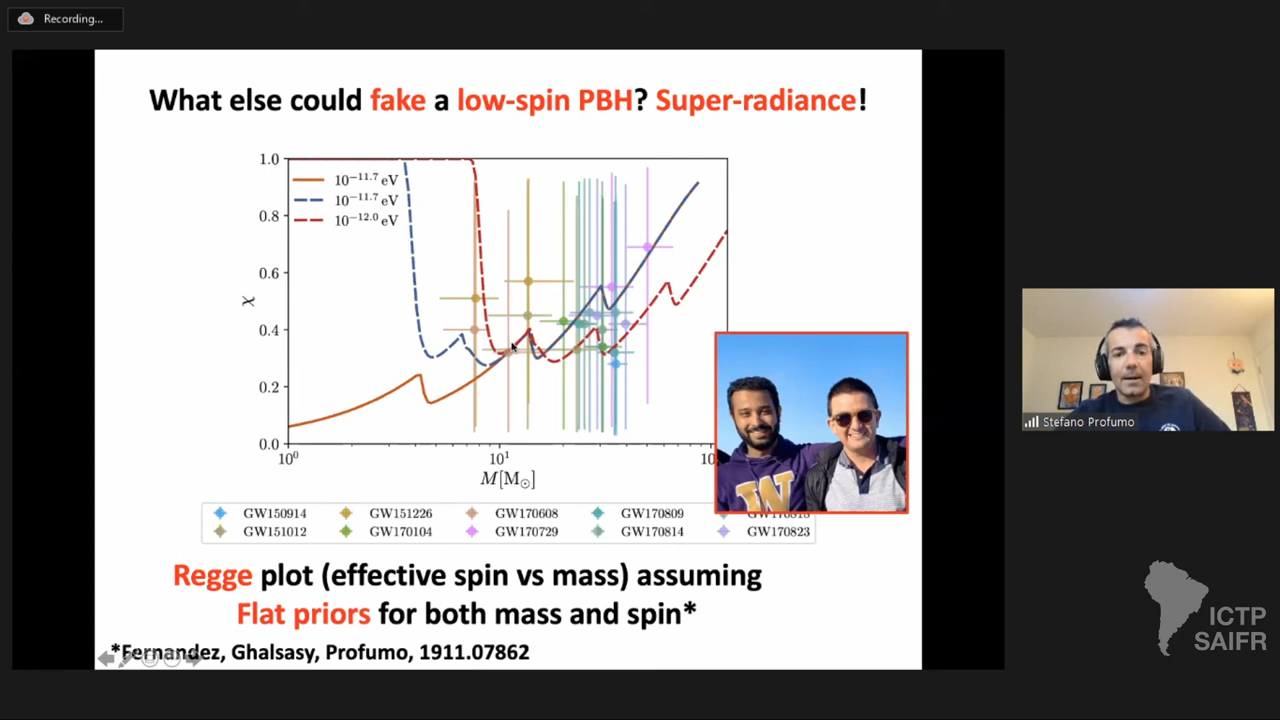 Recording...
What else could fake a low-spin PBH? Super-radiance!
1.0
0.8
0.6
0.4
0.2
0.0
χ
10^-11.7 eV
10^-11.7 eV
10^-12.0 eV
10^0
10^1
M[M_⊙]
GW150914 GW151226 GW170608 GW170809
GW151012 GW170104 GW170729 GW170814 GW170823
Regge plot (effective spin vs mass) assuming
Flat priors for both mass and spin*
*Fernandez, Ghalsasy, Profumo, 1911.07862
Stefano Profumo
W
ICTP
SAIFR